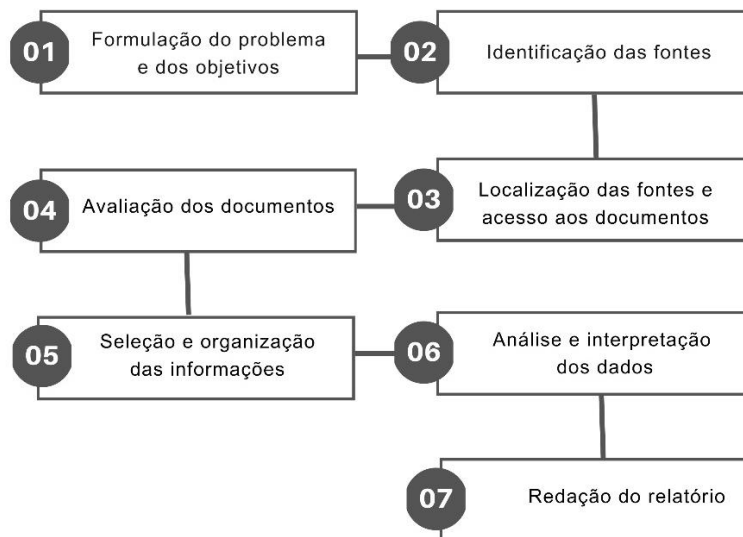 01
Formulação do problema
e dos objetivos
02
Identificação das fontes
03
Localização das fontes e
acesso aos documentos
04
Avaliação dos documentos
05
Seleção e organização
das informações
06
Análise e interpretação
dos dados
07
Redação do relatório